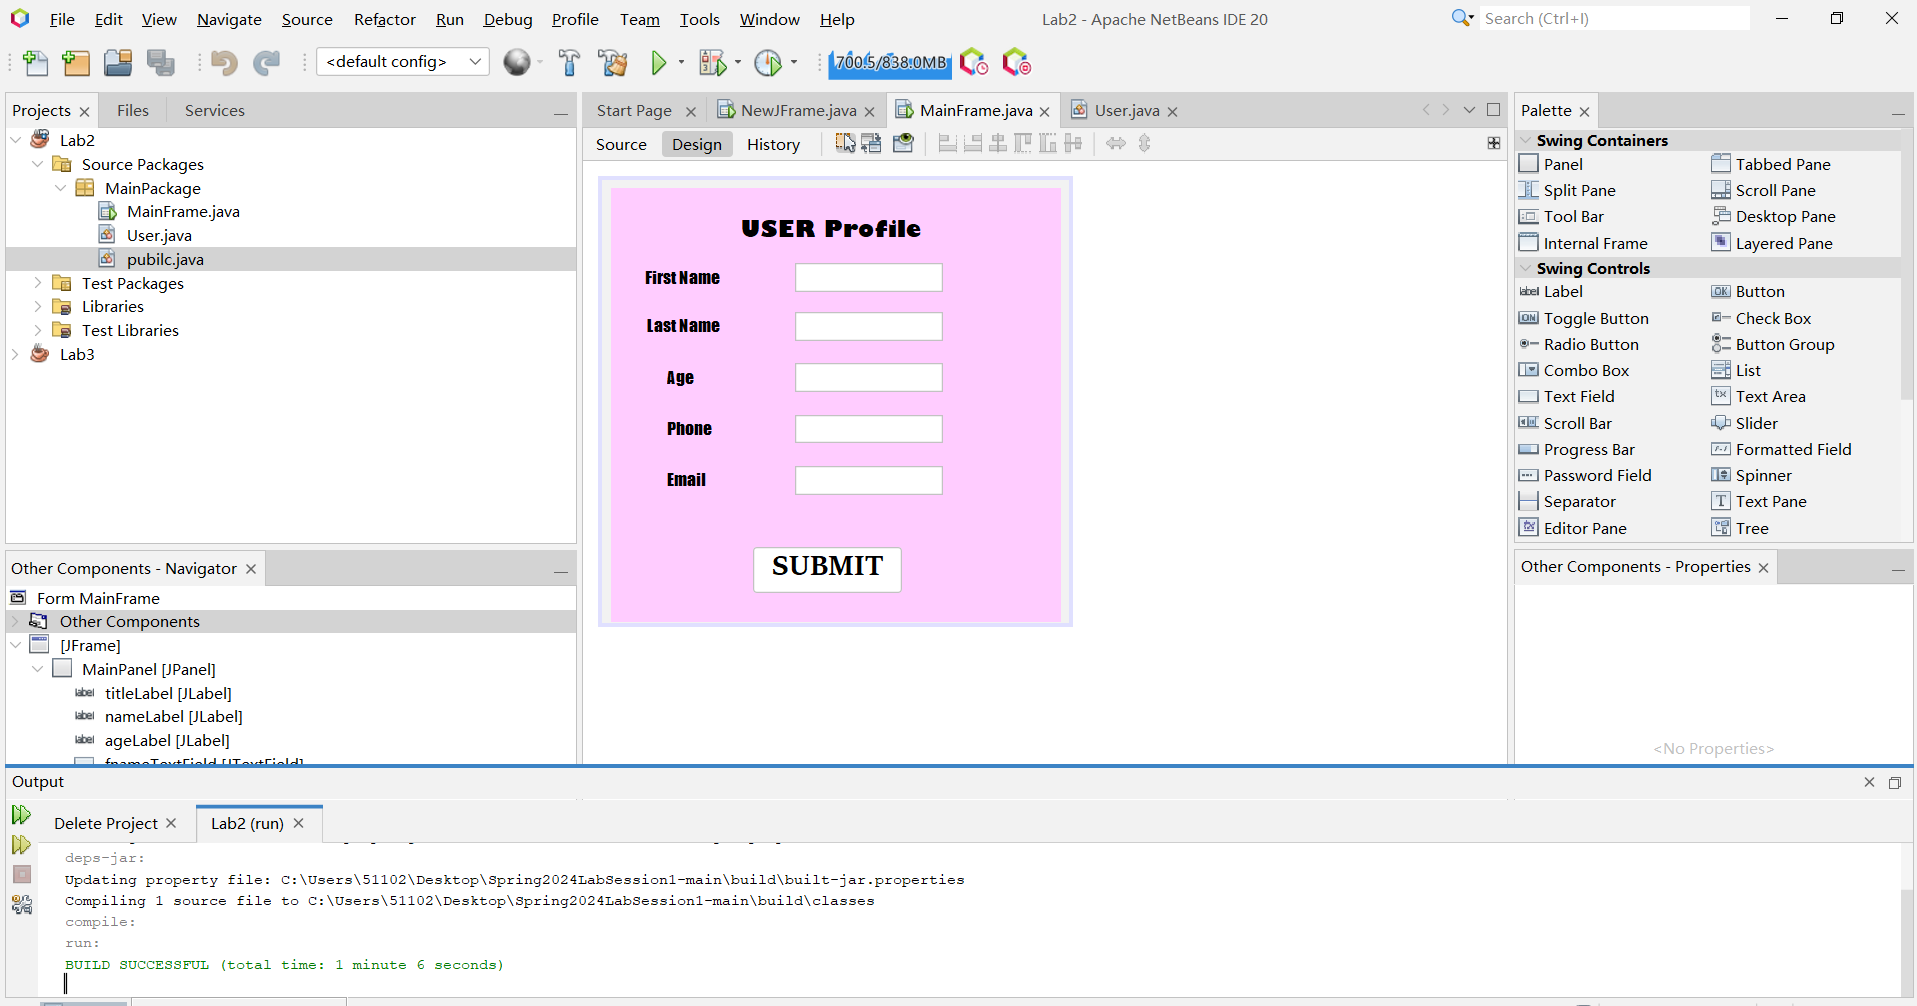 File Edit View Navigate Source Refactor Run Debug Profile Team Tools Window Help
Lab2 - Apache NetBeans IDE 20
Search (Ctrl+I)
<default config>
700.5/838.0MB
Projects Files Services
Lab2
Source Packages
MainPackage
MainFrame.java
User.java
pubilc.java
Test Packages
Libraries
Test Libraries
Lab3
Other Components - Navigator
Form MainFrame
Other Components
[JFrame]
MainPanel [JPanel]
label titleLabel [JLabel]
label nameLabel [JLabel]
label ageLabel [JLabel]
fnameTextField [JTextField]
Start Page NewJFrame.java MainFrame.java User.java
Source Design History
USER Profile
First Name
Last Name
Age
Phone
Email
SUBMIT
Palette
Swing Containers
Panel Tabbed Pane
Split Pane Scroll Pane
Tool Bar Desktop Pane
Internal Frame Layered Pane
Swing Controls
label Label OK Button
ON Toggle Button Check Box
Radio Button Button Group
Combo Box List
Text Field tx Text Area
Scroll Bar Slider
Progress Bar Formatted Field
Password Field Spinner
Separator T Text Pane
Editor Pane Tree
Other Components - Properties
<No Properties>
Output
Delete Project Lab2 (run)
deps-jar:
Updating property file: C:\Users\51102\Desktop\Spring2024LabSession1-main\build\built-jar.properties
Compiling 1 source file to C:\Users\51102\Desktop\Spring2024LabSession1-main\build\classes
compile:
run:
BUILD SUCCESSFUL (total time: 1 minute 6 seconds)